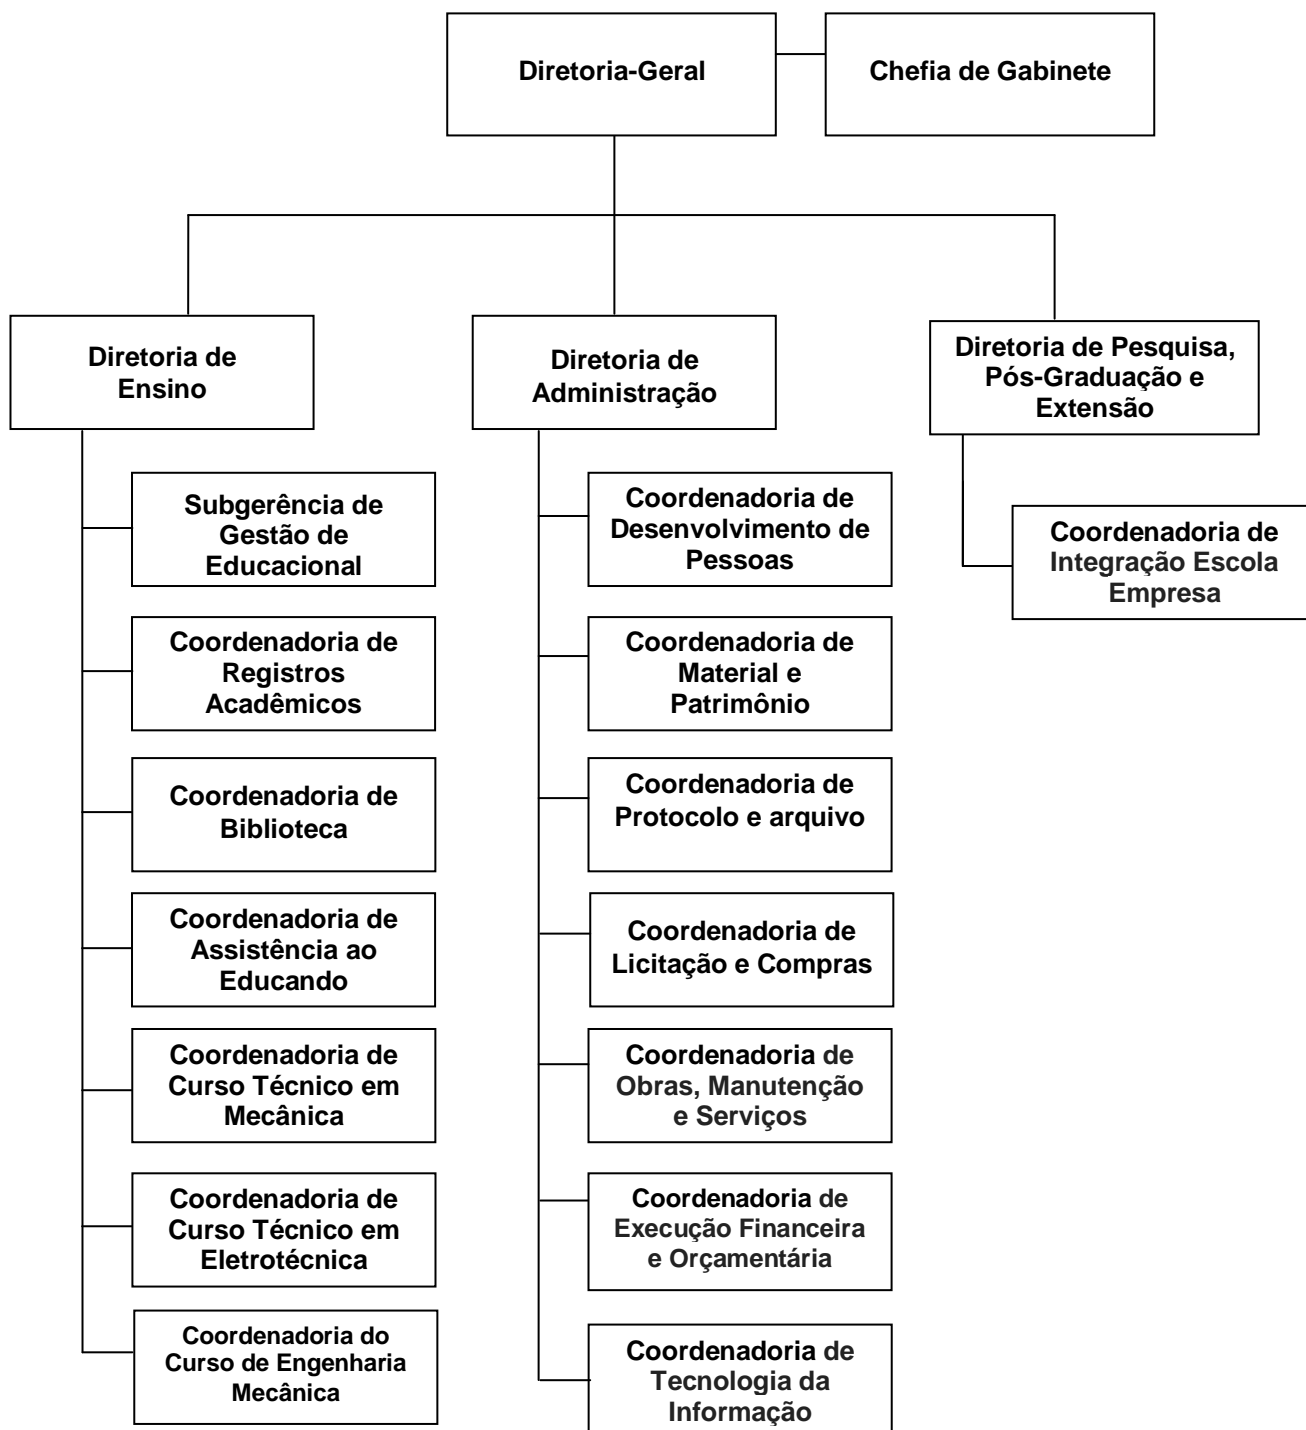 Diretoria-Geral
Chefia de Gabinete
Diretoria de
Ensino
Diretoria de
Administração
Diretoria de Pesquisa,
Pós-Graduação e
Extensão
Subgerência de
Gestão de
Educacional
Coordenadoria de
Registros
Acadêmicos
Coordenadoria de
Biblioteca
Coordenadoria de
Assistência ao
Educando
Coordenadoria de
Curso Técnico em
Mecânica
Coordenadoria de
Curso Técnico em
Eletrotécnica
Coordenadoria do
Curso de Engenharia
Mecânica
Coordenadoria de
Desenvolvimento de
Pessoas
Coordenadoria de
Material e
Patrimônio
Coordenadoria de
Protocolo e arquivo
Coordenadoria de
Licitação e Compras
Coordenadoria de
Obras, Manutenção
e Serviços
Coordenadoria de
Execução Financeira
e Orçamentária
Coordenadoria de
Tecnologia da
Informação
Coordenadoria de
Integração Escola
Empresa